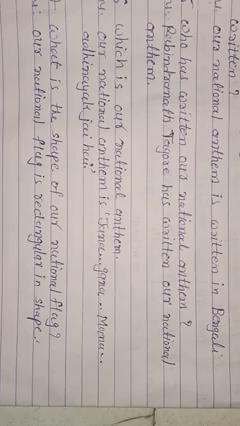 written?
our national anthem is written in Bengali
who has written our national anthem?
Rabindranath Tagore has written our national
anthem.
which is our national anthem.
our national anthem is "Jana...gana... Mana...
adhinayak jai hai"
what is the shape of our national flag?
our national flag is rectangular in shape.